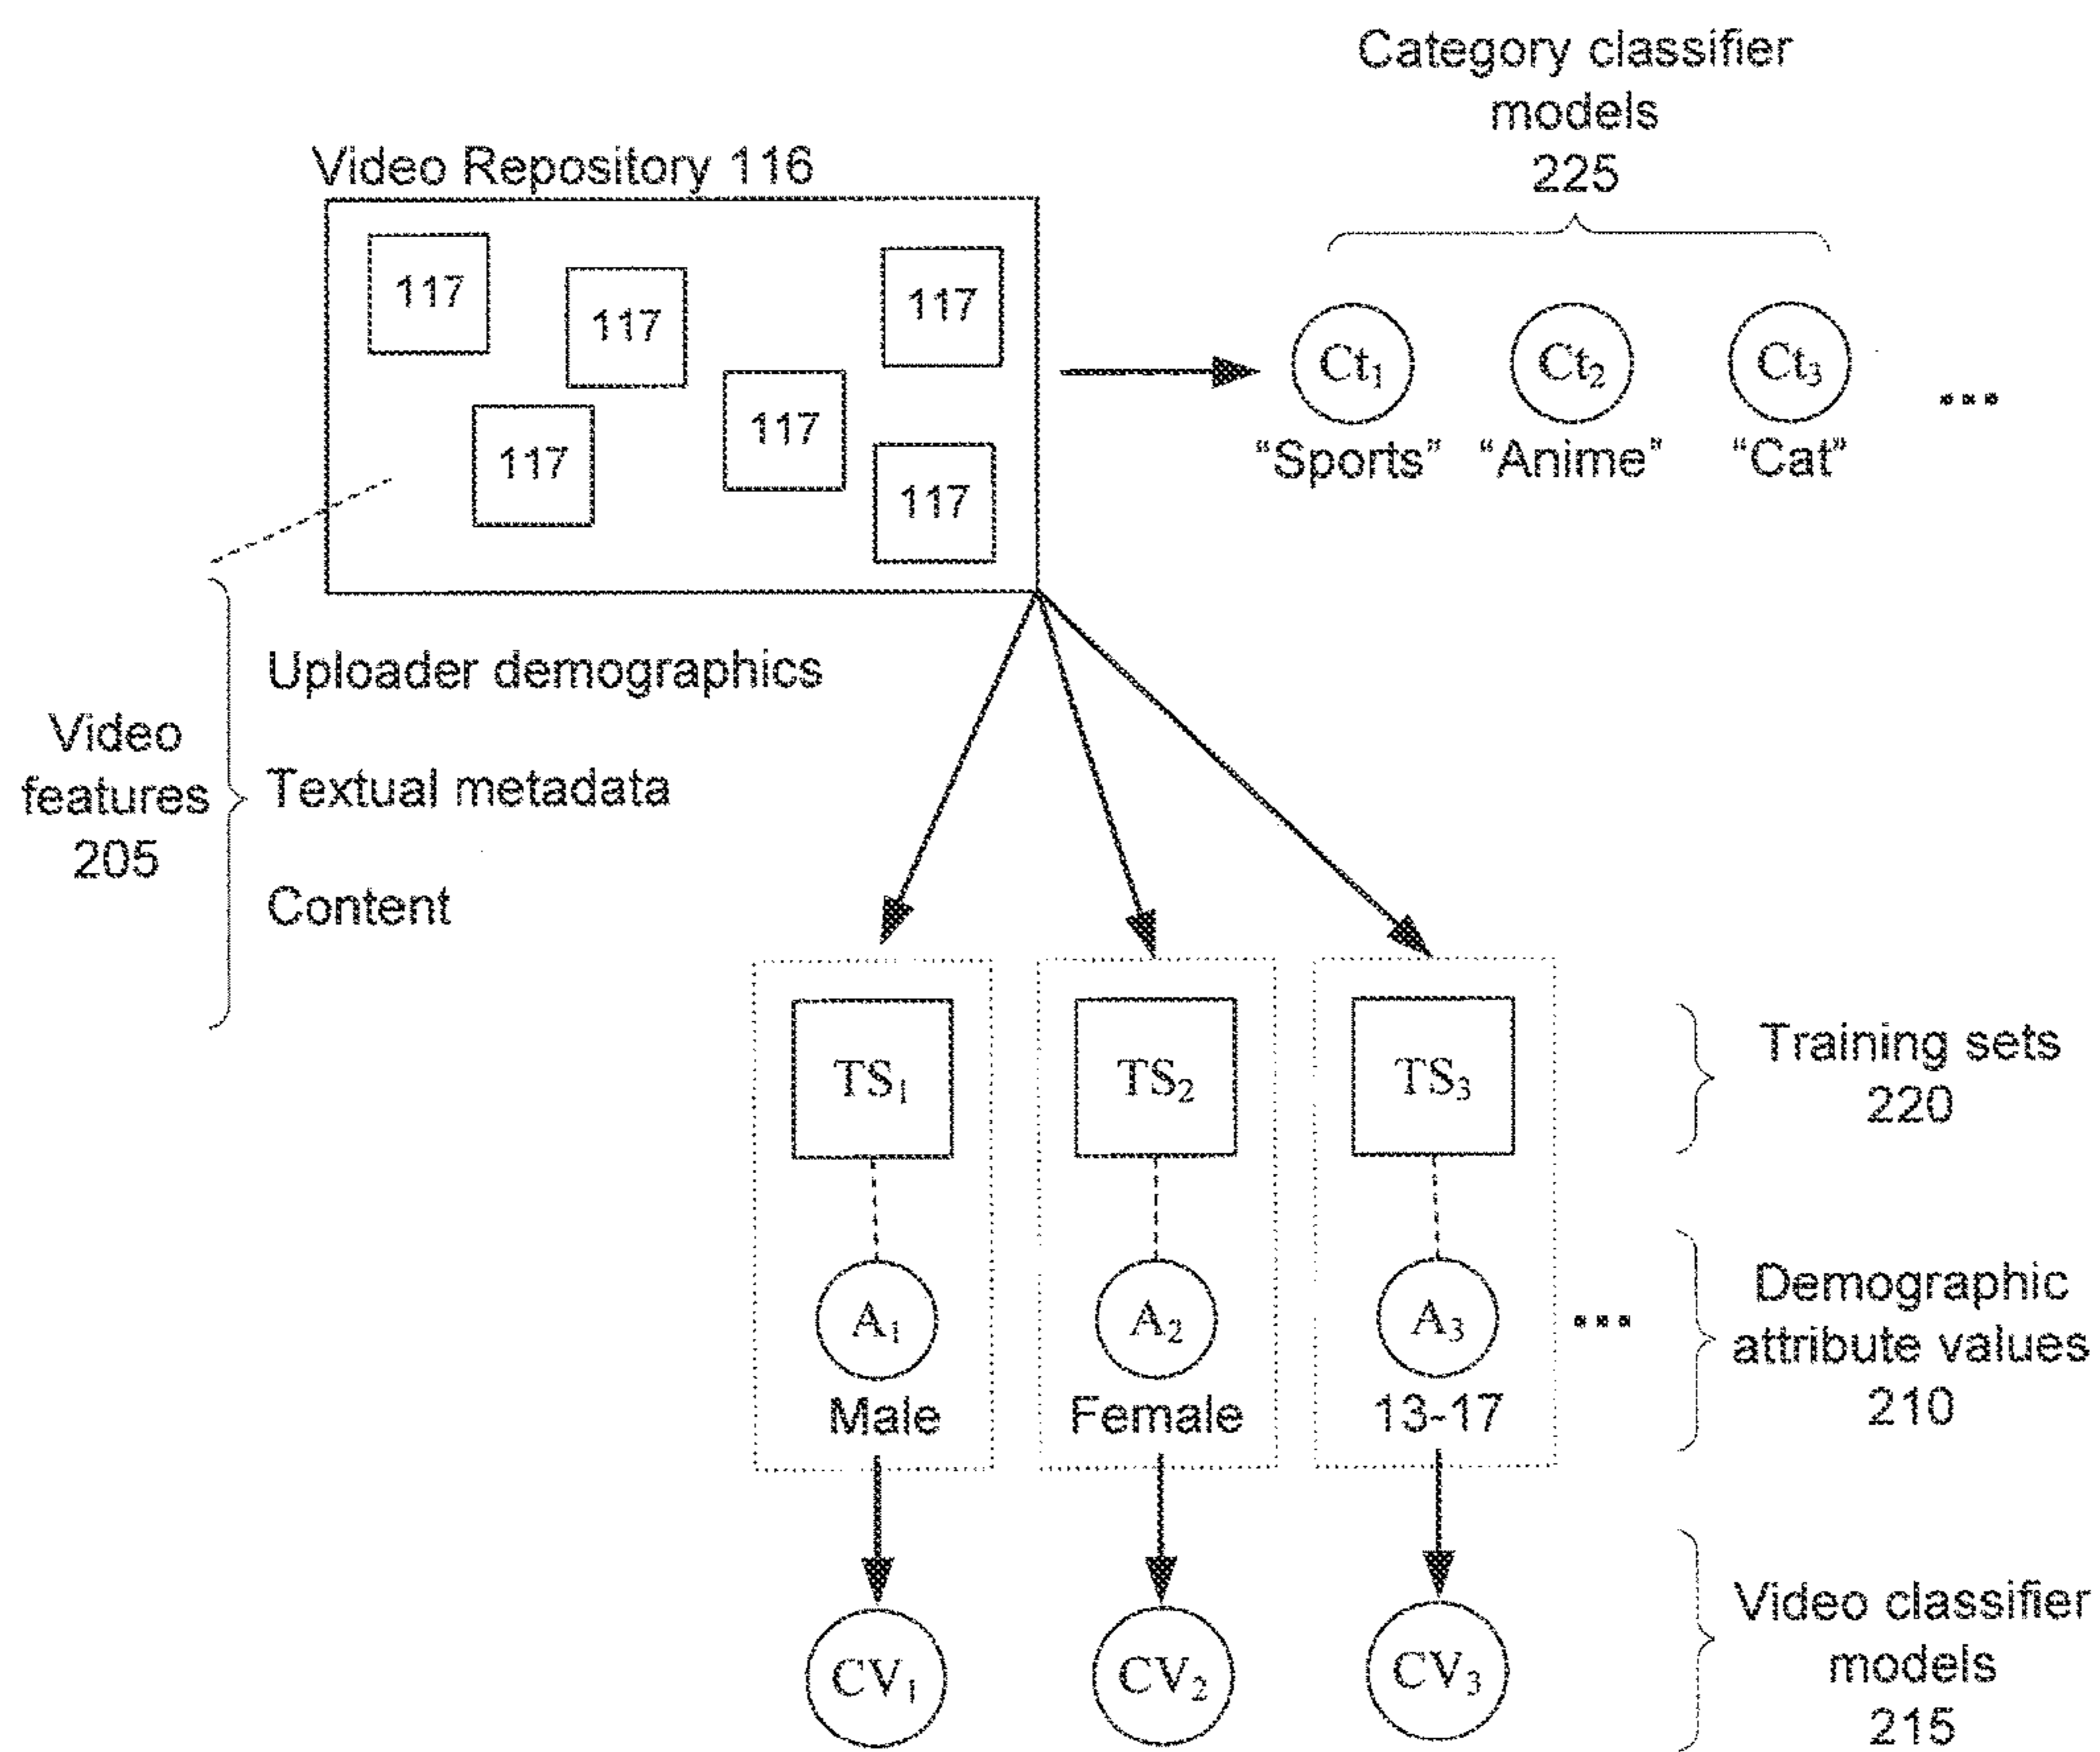 Category classifier
models
225
Video Repository 116
117
117
117
117
117
117
Ct₁
Ct₂
Ct₃
...
“Sports”
“Anime”
“Cat”
Video
features
205
Uploader demographics
Textual metadata
Content
TS₁
TS₂
TS₃
Training sets
220
A₁
A₂
A₃
...
Male
Female
13-17
Demographic
attribute values
210
CV₁
CV₂
CV₃
Video classifier
models
215